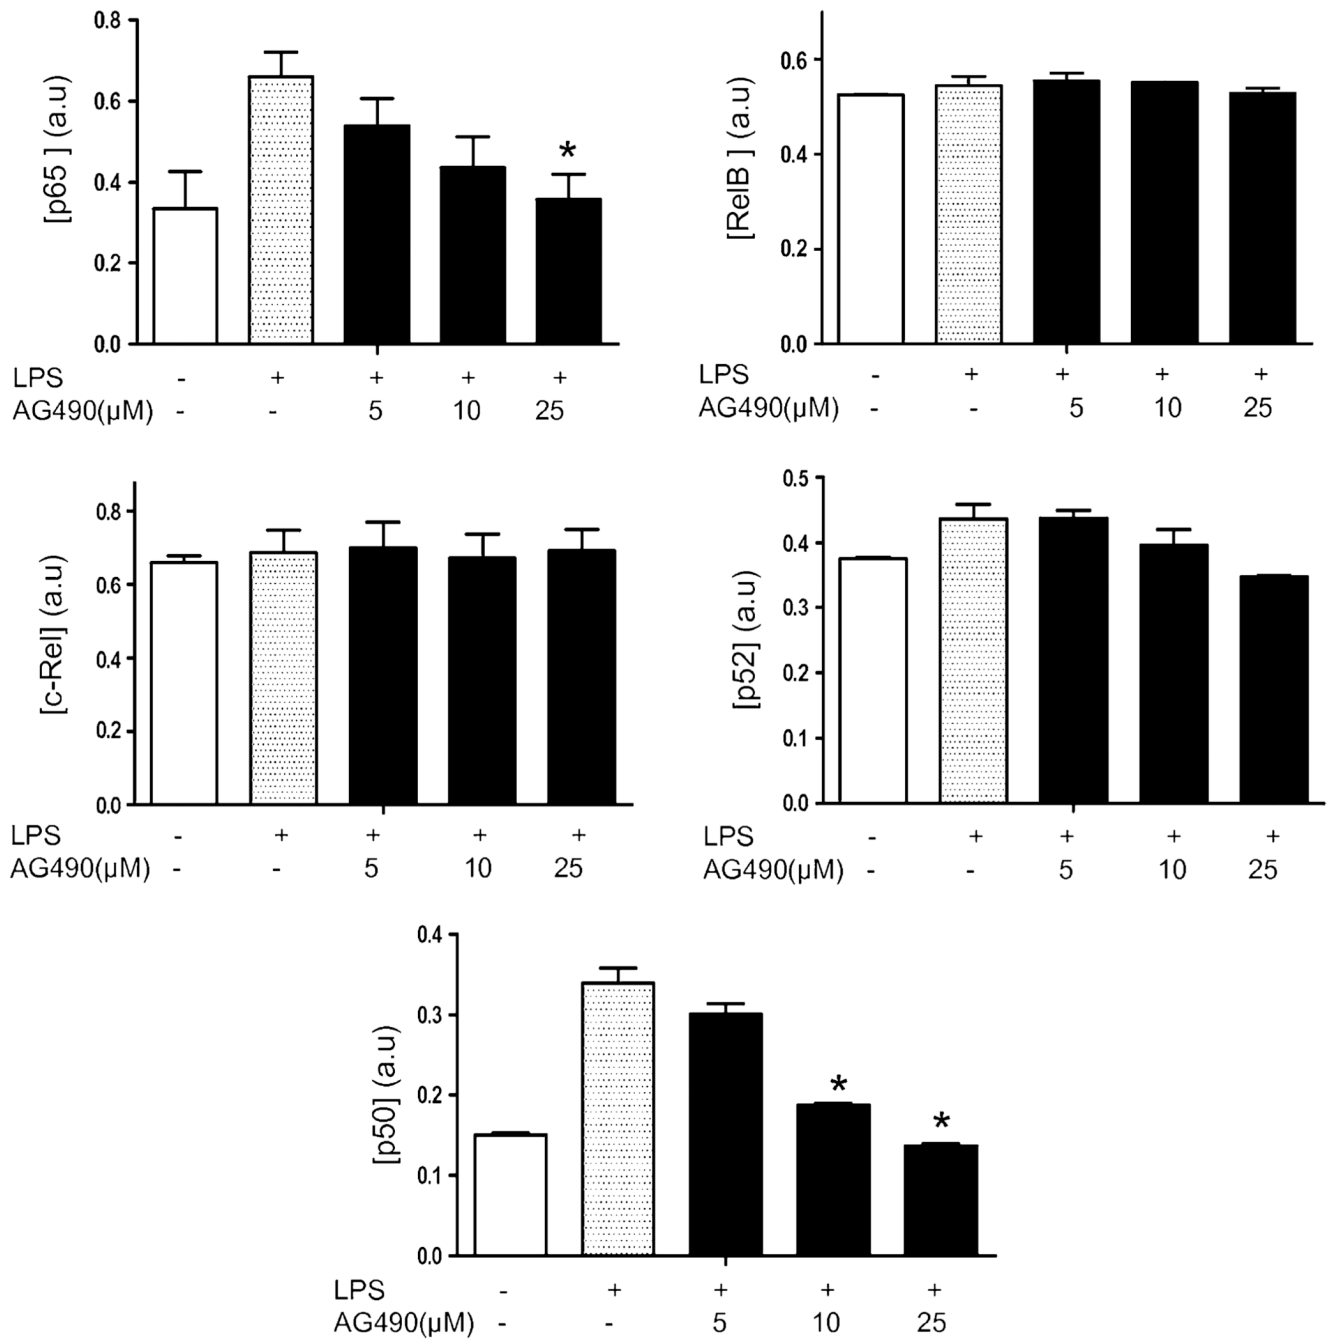 [p65 ] (a.u)
0.8
0.6
0.4
0.2
0.0
*
LPS - + + + +
AG490(µM) - - 5 10 25
[RelB ] (a.u)
0.6
0.4
0.2
0.0
LPS - + + + +
AG490(µM) - - 5 10 25
[c-Rel] (a.u)
0.8
0.6
0.4
0.2
0.0
LPS - + + + +
AG490(µM) - - 5 10 25
[p52] (a.u)
0.5
0.4
0.3
0.2
0.1
0.0
LPS - + + + +
AG490(µM) - - 5 10 25
[p50] (a.u)
0.4
0.3
0.2
0.1
0.0
*
*
LPS - + + + +
AG490(µM) - - 5 10 25